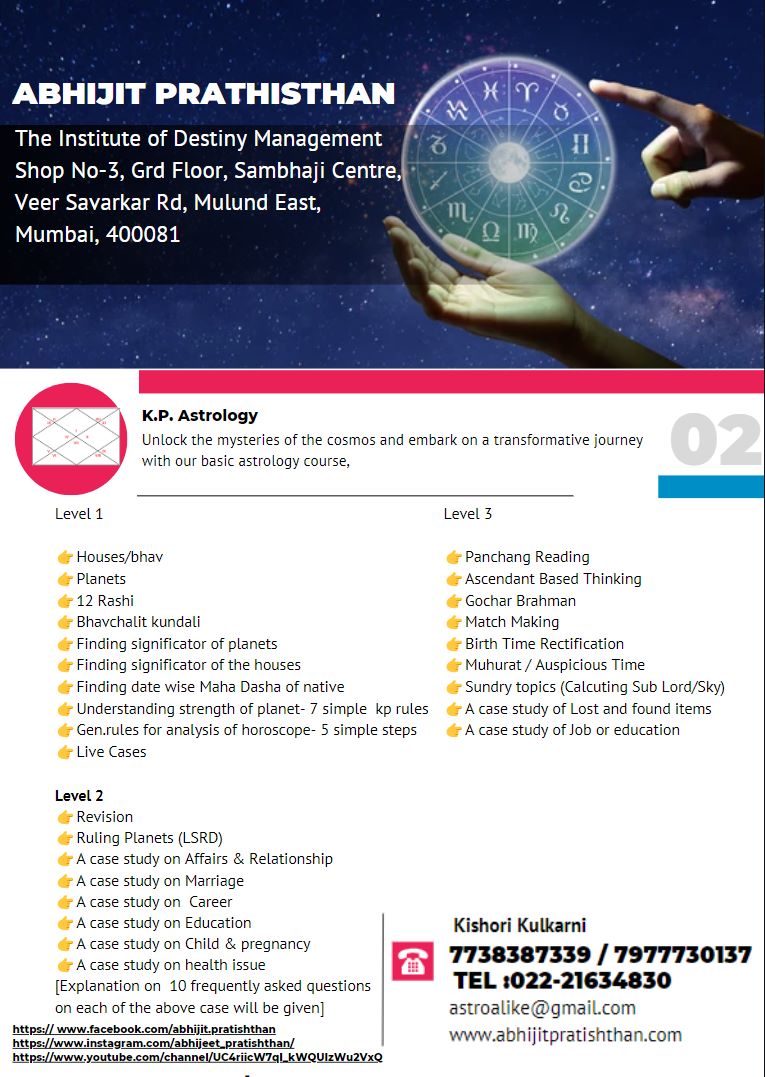 ABHIJIT PRATHISTHAN
The Institute of Destiny Management
Shop No-3, Grd Floor, Sambhaji Centre,
Veer Savarkar Rd, Mulund East,
Mumbai, 400081
K.P. Astrology
Unlock the mysteries of the cosmos and embark on a transformative journey
with our basic astrology course,
02
Level 1
👉Houses/bhav
👉Planets
👉12 Rashi
👉Bhavchalit kundali
👉Finding significator of planets
👉Finding significator of the houses
👉Finding date wise Maha Dasha of native
👉Understanding strength of planet- 7 simple kp rules
👉Gen.rules for analysis of horoscope- 5 simple steps
👉Live Cases
Level 2
👉Revision
👉Ruling Planets (LSRD)
👉A case study on Affairs & Relationship
👉A case study on Marriage
👉A case study on Career
👉A case study on Education
👉A case study on Child & pregnancy
👉A case study on health issue
[Explanation on 10 frequently asked questions
on each of the above case will be given]
Level 3
👉Panchang Reading
👉Ascendant Based Thinking
👉Gochar Brahman
👉Match Making
👉Birth Time Rectification
👉Muhurat / Auspicious Time
👉Sundry topics (Calcuting Sub Lord/Sky)
👉A case study of Lost and found items
👉A case study of Job or education
https:// www.facebook.com/abhijit.pratishthan
https://www.instagram.com/abhijeet_pratishthan/
https://www.youtube.com/channel/UC4riicW7qI_kWQUIzWu2VxQ
Kishori Kulkarni
7738387339 / 7977730137
TEL :022-21634830
astroalike@gmail.com
www.abhijitpratishthan.com